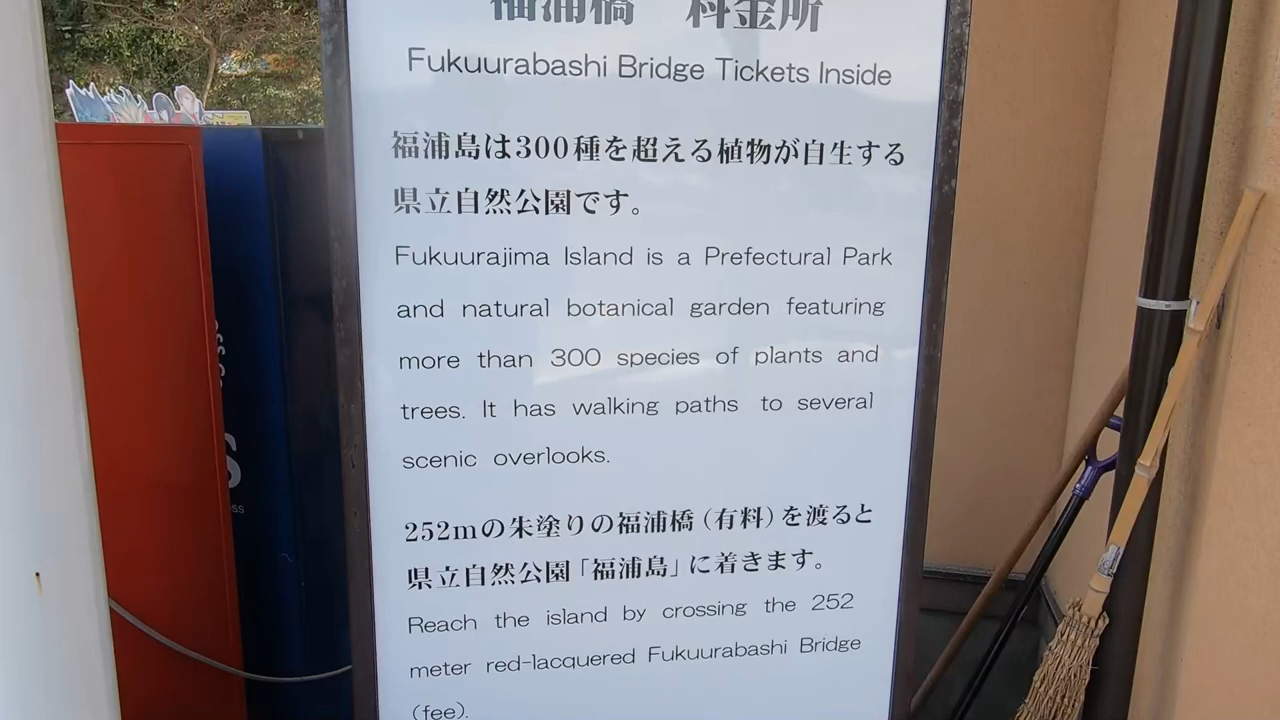 福浦橋 料金所
Fukuurabashi Bridge Tickets Inside
福浦島は300種を超える植物が自生する
県立自然公園です。
Fukuurajima Island is a Prefectural Park
and natural botanical garden featuring
more than 300 species of plants and
trees. It has walking paths to several
scenic overlooks.
252mの朱塗りの福浦橋（有料）を渡ると
県立自然公園「福浦島」に着きます。
Reach the island by crossing the 252
meter red-lacquered Fukuurabashi Bridge
(fee).